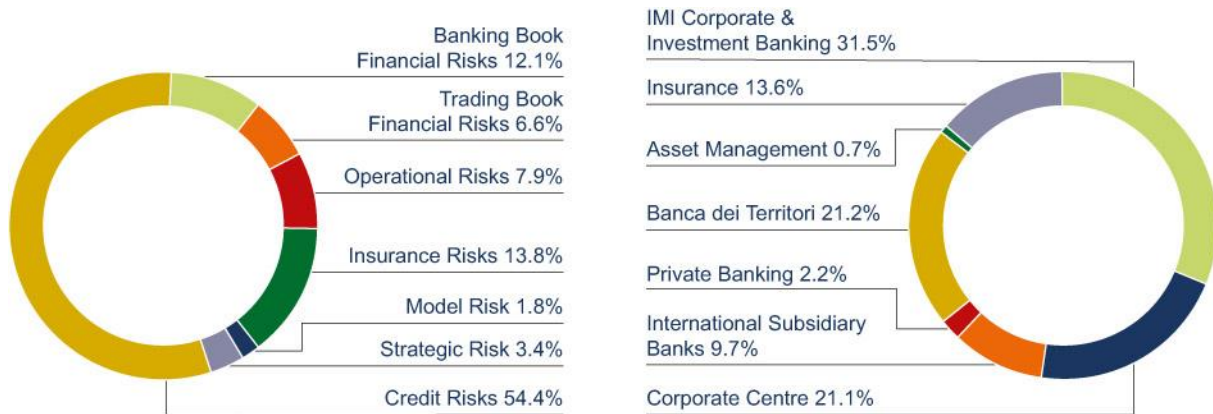 Banking Book
Financial Risks 12.1%
Trading Book
Financial Risks 6.6%
Operational Risks 7.9%
Insurance Risks 13.8%
Model Risk 1.8%
Strategic Risk 3.4%
Credit Risks 54.4%
IMI Corporate &
Investment Banking 31.5%
Insurance 13.6%
Asset Management 0.7%
Banca dei Territori 21.2%
Private Banking 2.2%
International Subsidiary
Banks 9.7%
Corporate Centre 21.1%